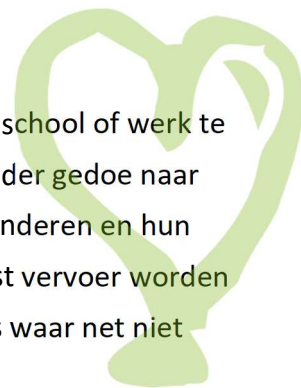 school of werk te
der gedoe naar
nderen en hun
st vervoer worden
s waar net niet